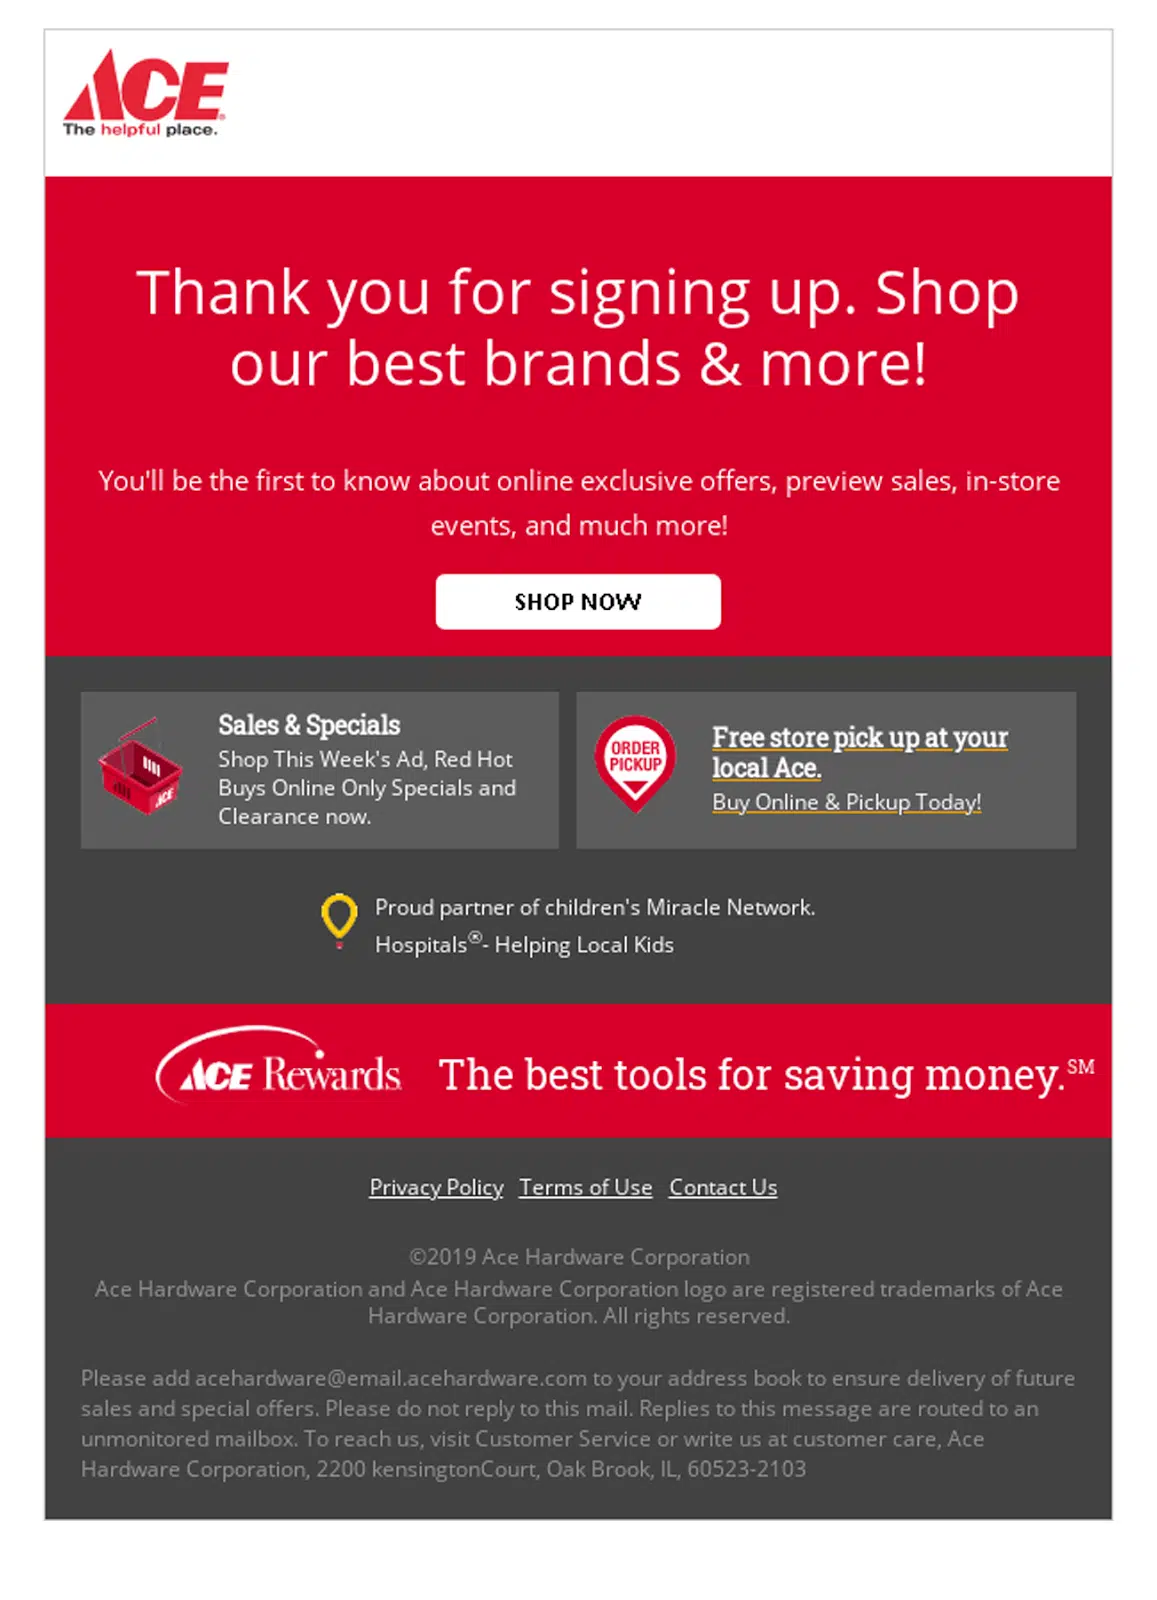 ACE®
The helpful place.
Thank you for signing up. Shop
our best brands & more!
You'll be the first to know about online exclusive offers, preview sales, in-store
events, and much more!
SHOP NOW
Sales & Specials
Shop This Week's Ad, Red Hot
Buys Online Only Specials and
Clearance now.
ACE
ORDER
PICKUP
Free store pick up at your
local Ace.
Buy Online & Pickup Today!
Proud partner of children's Miracle Network.
Hospitals®- Helping Local Kids
ACE Rewards
The best tools for saving money.℠
Privacy Policy Terms of Use Contact Us
©2019 Ace Hardware Corporation
Ace Hardware Corporation and Ace Hardware Corporation logo are registered trademarks of Ace
Hardware Corporation. All rights reserved.
Please add acehardware@email.acehardware.com to your address book to ensure delivery of future
sales and special offers. Please do not reply to this mail. Replies to this message are routed to an
unmonitored mailbox. To reach us, visit Customer Service or write us at customer care, Ace
Hardware Corporation, 2200 kensingtonCourt, Oak Brook, IL, 60523-2103